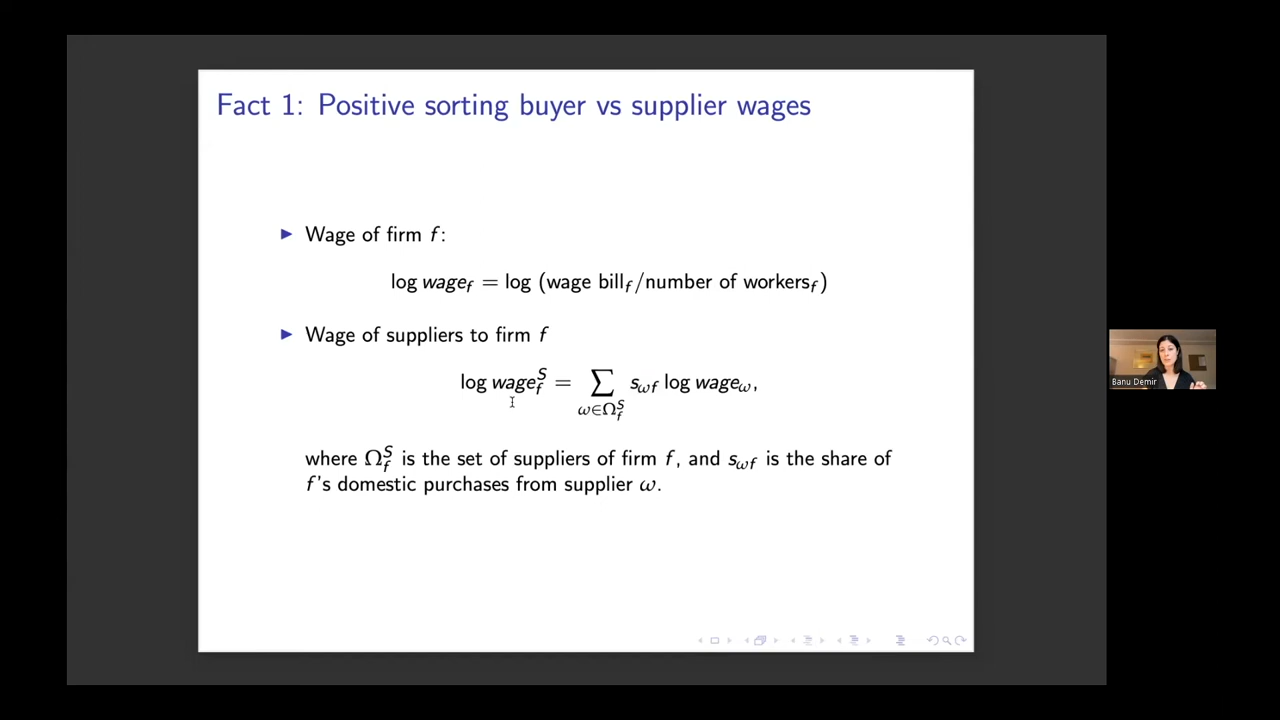 Fact 1: Positive sorting buyer vs supplier wages
▶ Wage of firm f:
log wage_f = log (wage bill_f/number of workers_f)
▶ Wage of suppliers to firm f
log wage_f^S = ∑_{ω∈Ω_f^S} s_{ωf} log wage_ω,
where Ω_f^S is the set of suppliers of firm f, and s_{ωf} is the share of
f's domestic purchases from supplier ω.
Banu Demir